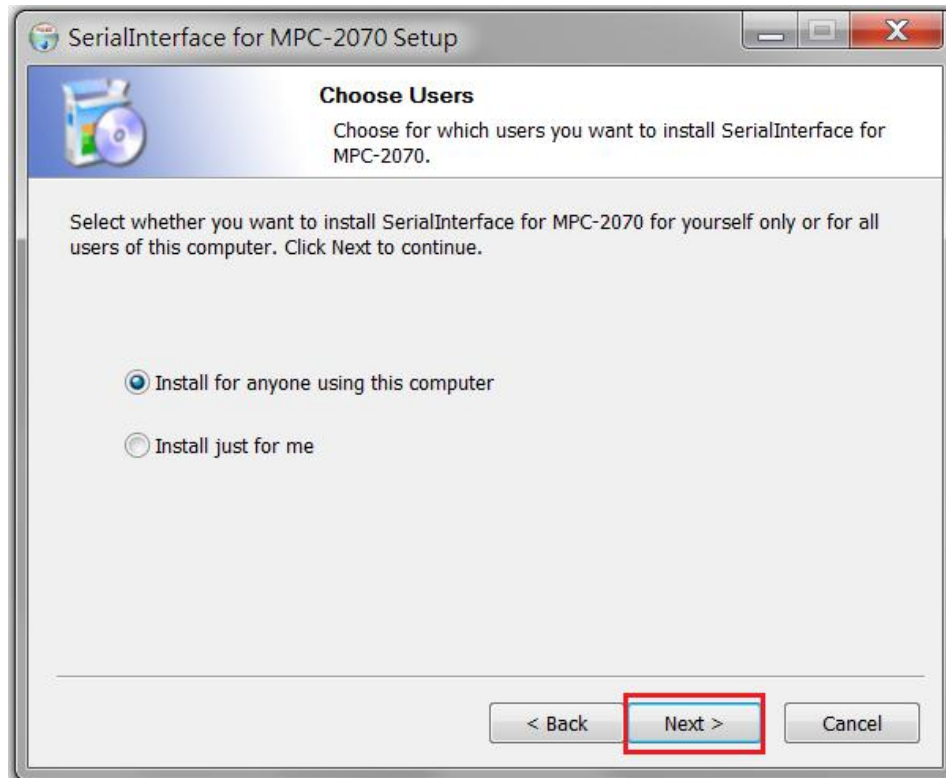 SerialInterface for MPC-2070 Setup
Choose Users
Choose for which users you want to install SerialInterface for
MPC-2070.
Select whether you want to install SerialInterface for MPC-2070 for yourself only or for all
users of this computer. Click Next to continue.
Install for anyone using this computer
Install just for me
< Back
Next >
Cancel